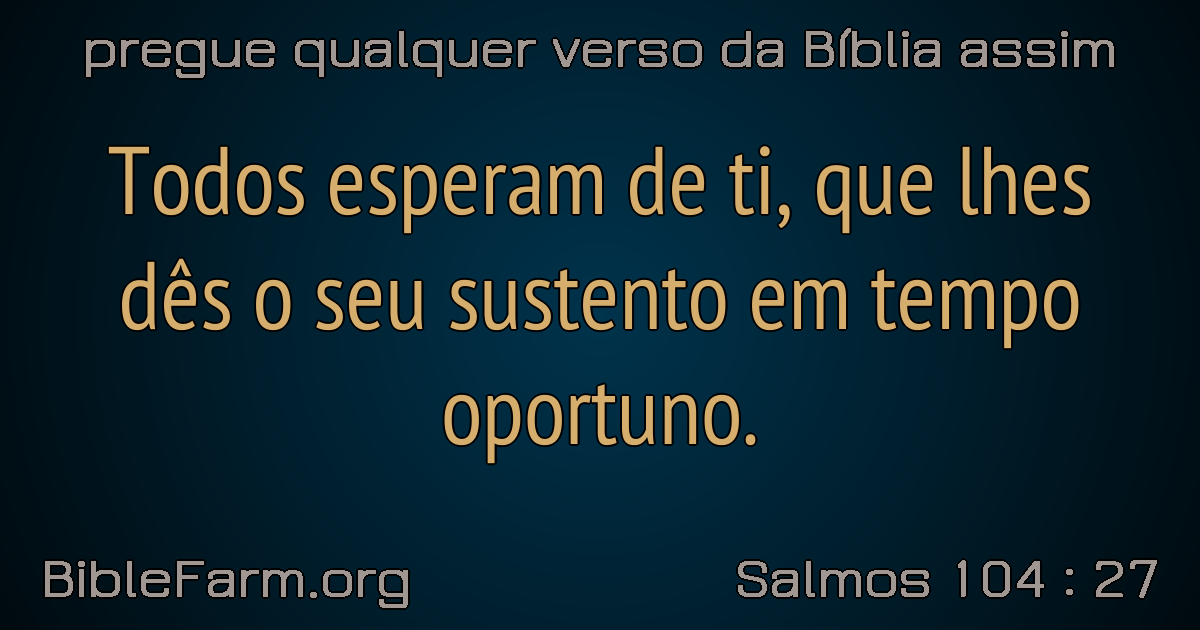 pregue qualquer verso da Bíblia assim
Todos esperam de ti, que lhes
dês o seu sustento em tempo
oportuno.
BibleFarm.org
Salmos 104 : 27